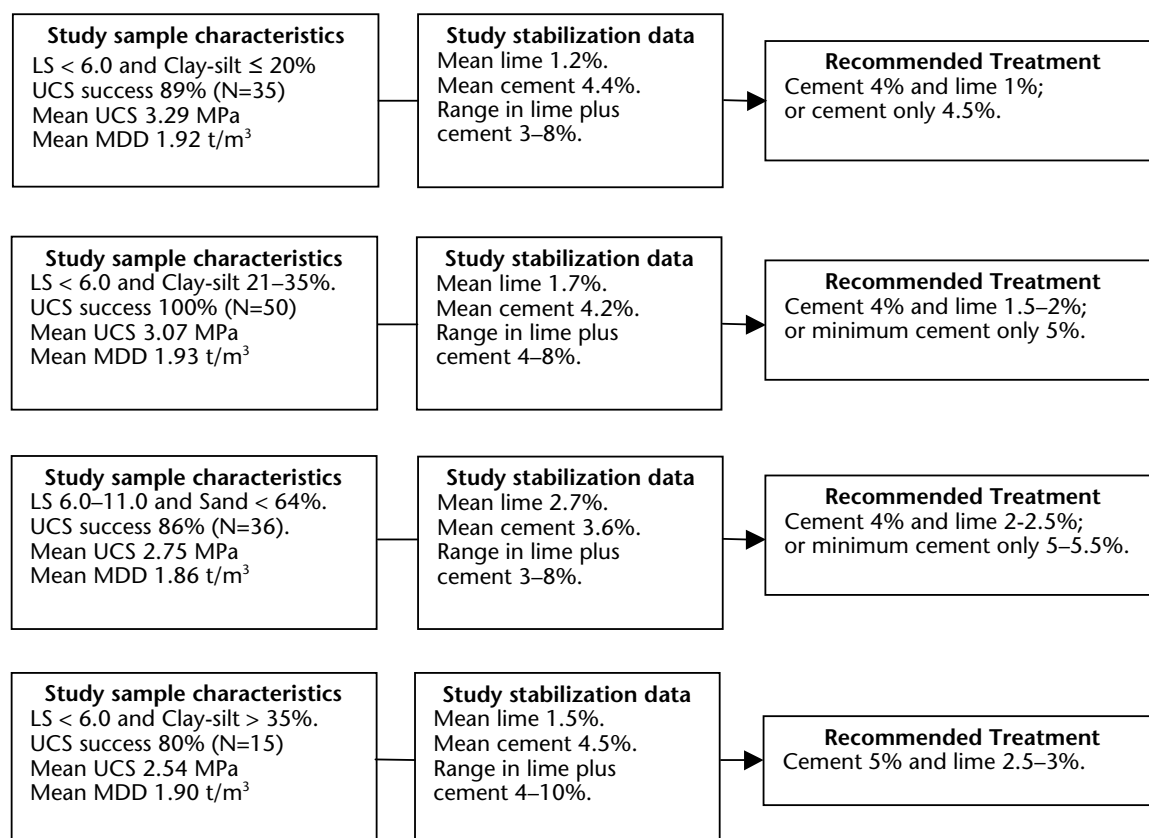 Study sample characteristics
LS < 6.0 and Clay-silt ≤ 20%
UCS success 89% (N=35)
Mean UCS 3.29 MPa
Mean MDD 1.92 t/m³
Study stabilization data
Mean lime 1.2%.
Mean cement 4.4%.
Range in lime plus
cement 3–8%.
Recommended Treatment
Cement 4% and lime 1%;
or cement only 4.5%.
Study sample characteristics
LS < 6.0 and Clay-silt 21–35%.
UCS success 100% (N=50)
Mean UCS 3.07 MPa
Mean MDD 1.93 t/m³
Study stabilization data
Mean lime 1.7%.
Mean cement 4.2%.
Range in lime plus
cement 4–8%.
Recommended Treatment
Cement 4% and lime 1.5–2%;
or minimum cement only 5%.
Study sample characteristics
LS 6.0–11.0 and Sand < 64%.
UCS success 86% (N=36).
Mean UCS 2.75 MPa
Mean MDD 1.86 t/m³
Study stabilization data
Mean lime 2.7%.
Mean cement 3.6%.
Range in lime plus
cement 3–8%.
Recommended Treatment
Cement 4% and lime 2-2.5%;
or minimum cement only 5–5.5%.
Study sample characteristics
LS < 6.0 and Clay-silt > 35%.
UCS success 80% (N=15)
Mean UCS 2.54 MPa
Mean MDD 1.90 t/m³
Study stabilization data
Mean lime 1.5%.
Mean cement 4.5%.
Range in lime plus
cement 4–10%.
Recommended Treatment
Cement 5% and lime 2.5–3%.